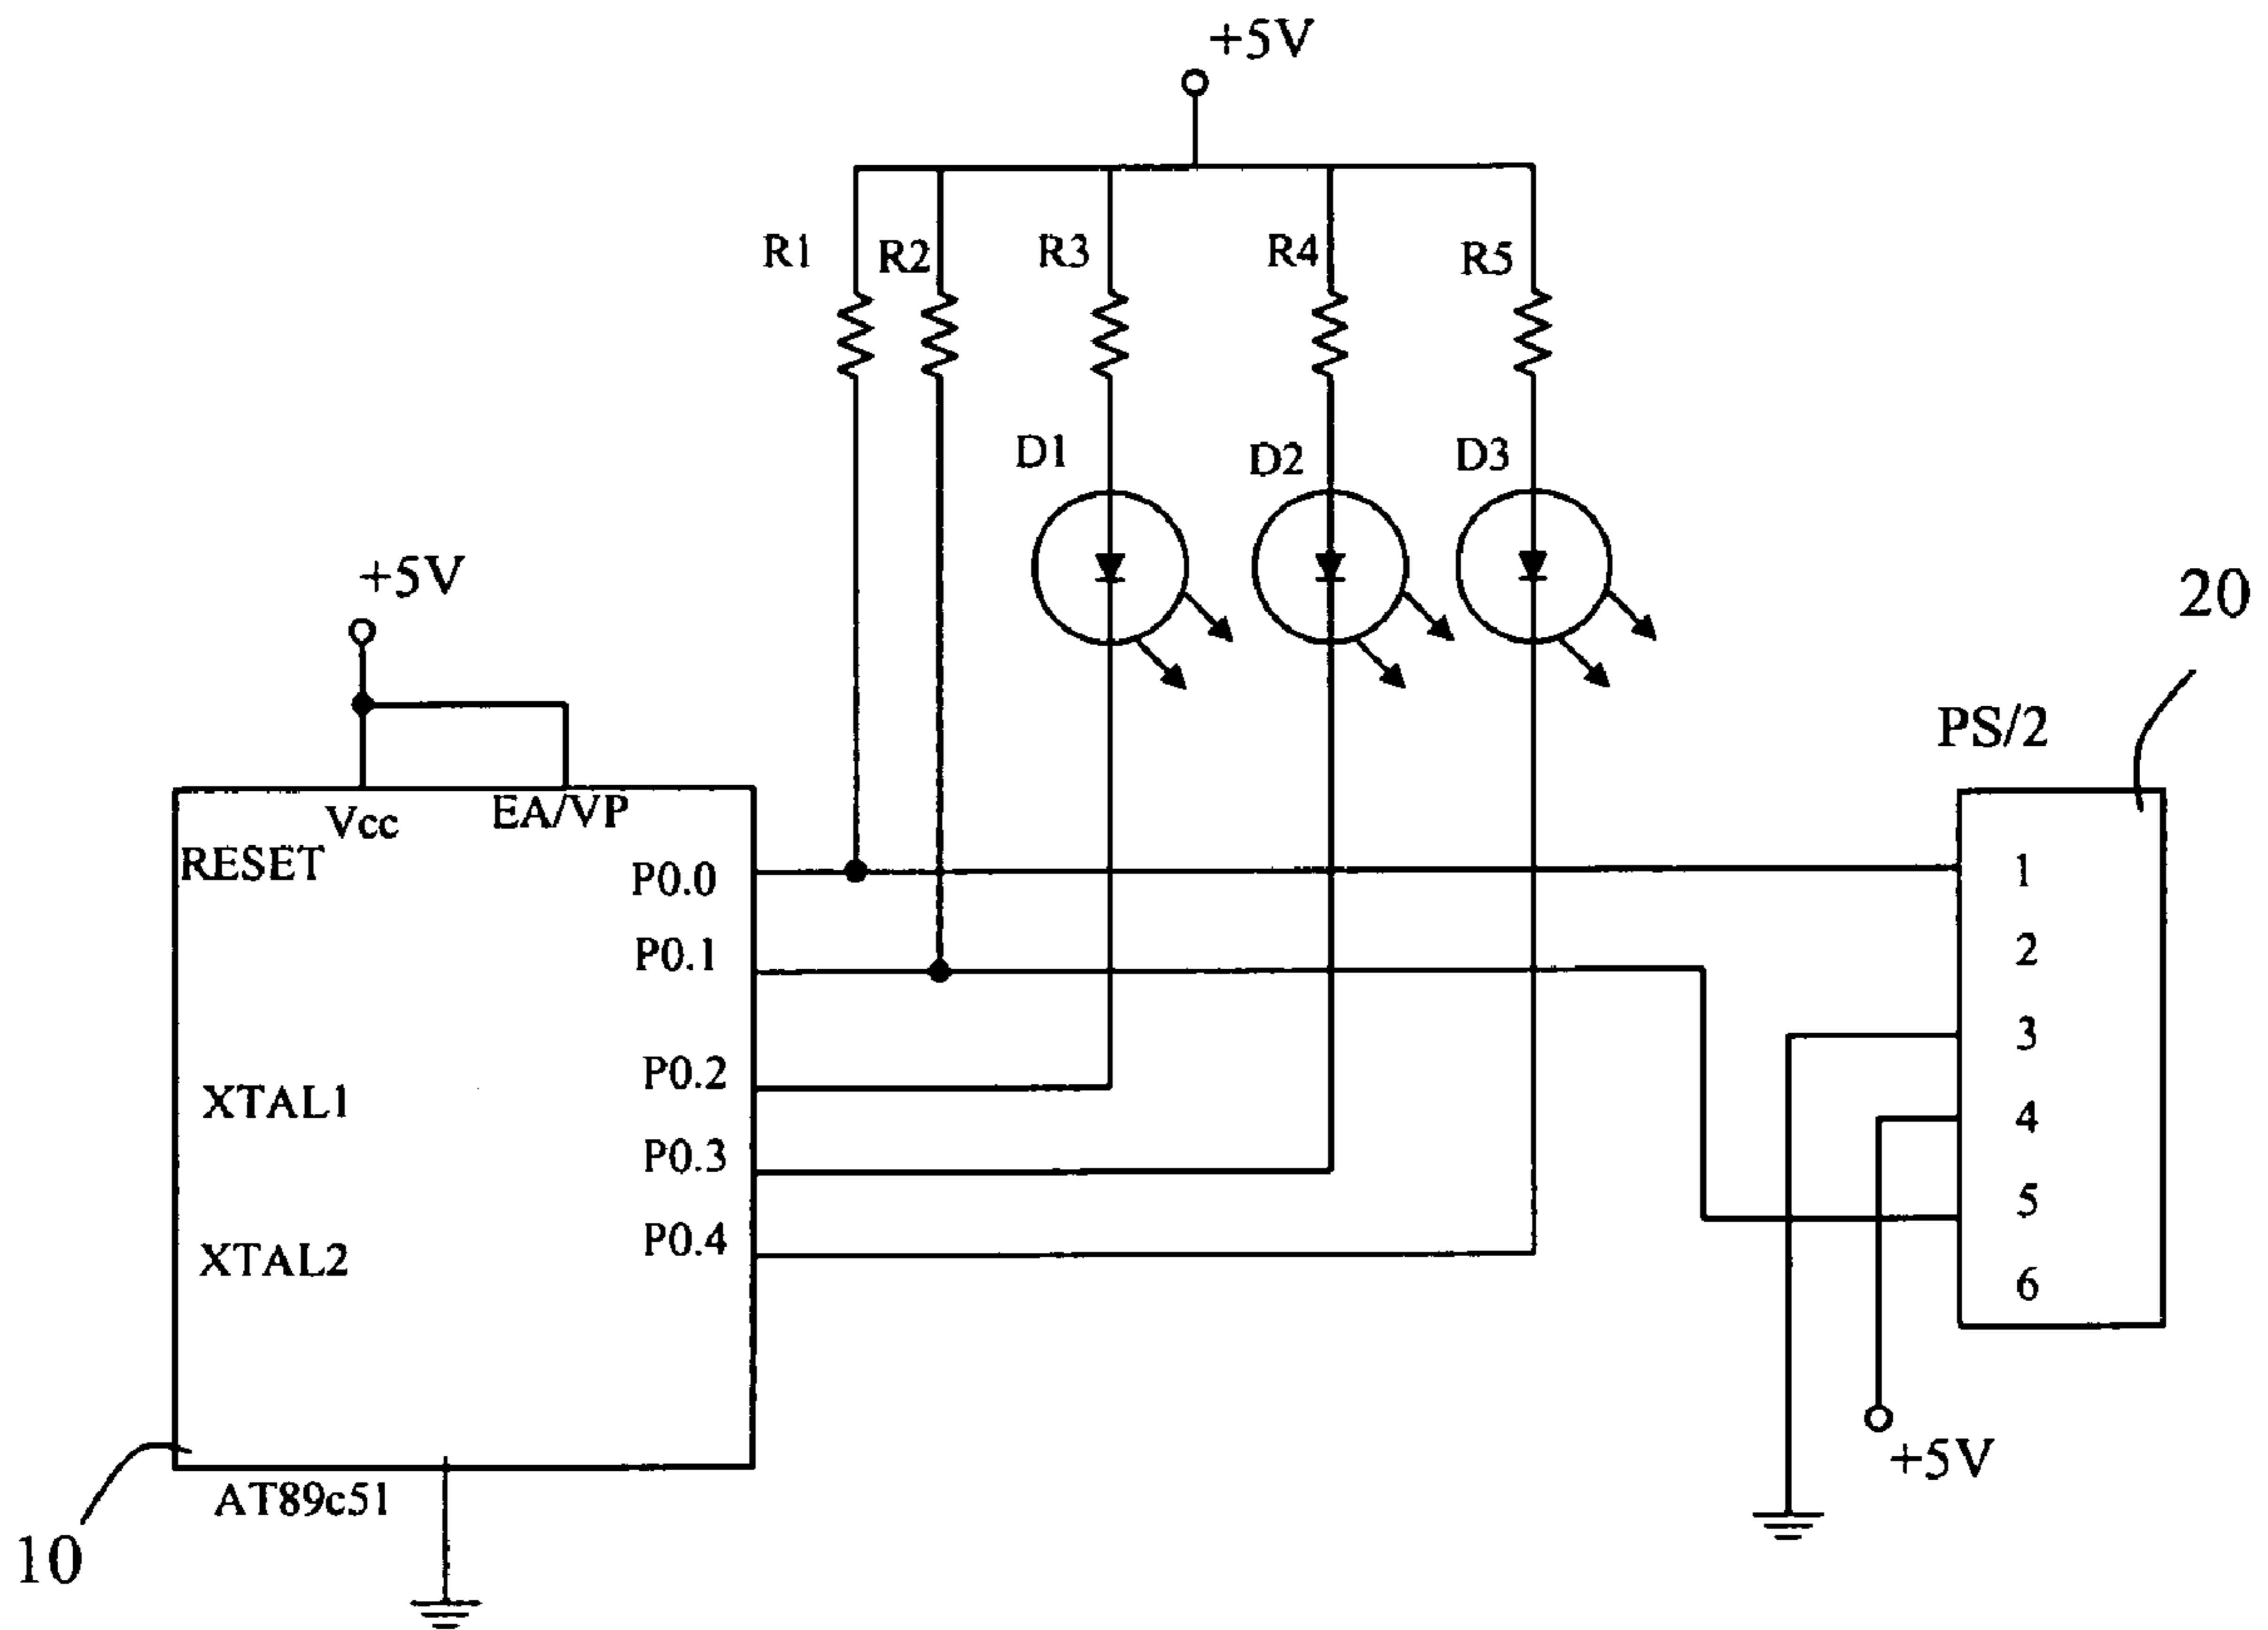 +5V
R1
R2
R3
R4
R5
D1
D2
D3
+5V
20
PS/2
Vcc
EA/VP
RESET
P0.0
P0.1
P0.2
P0.3
P0.4
XTAL1
XTAL2
1
2
3
4
5
6
+5V
AT89c51
10